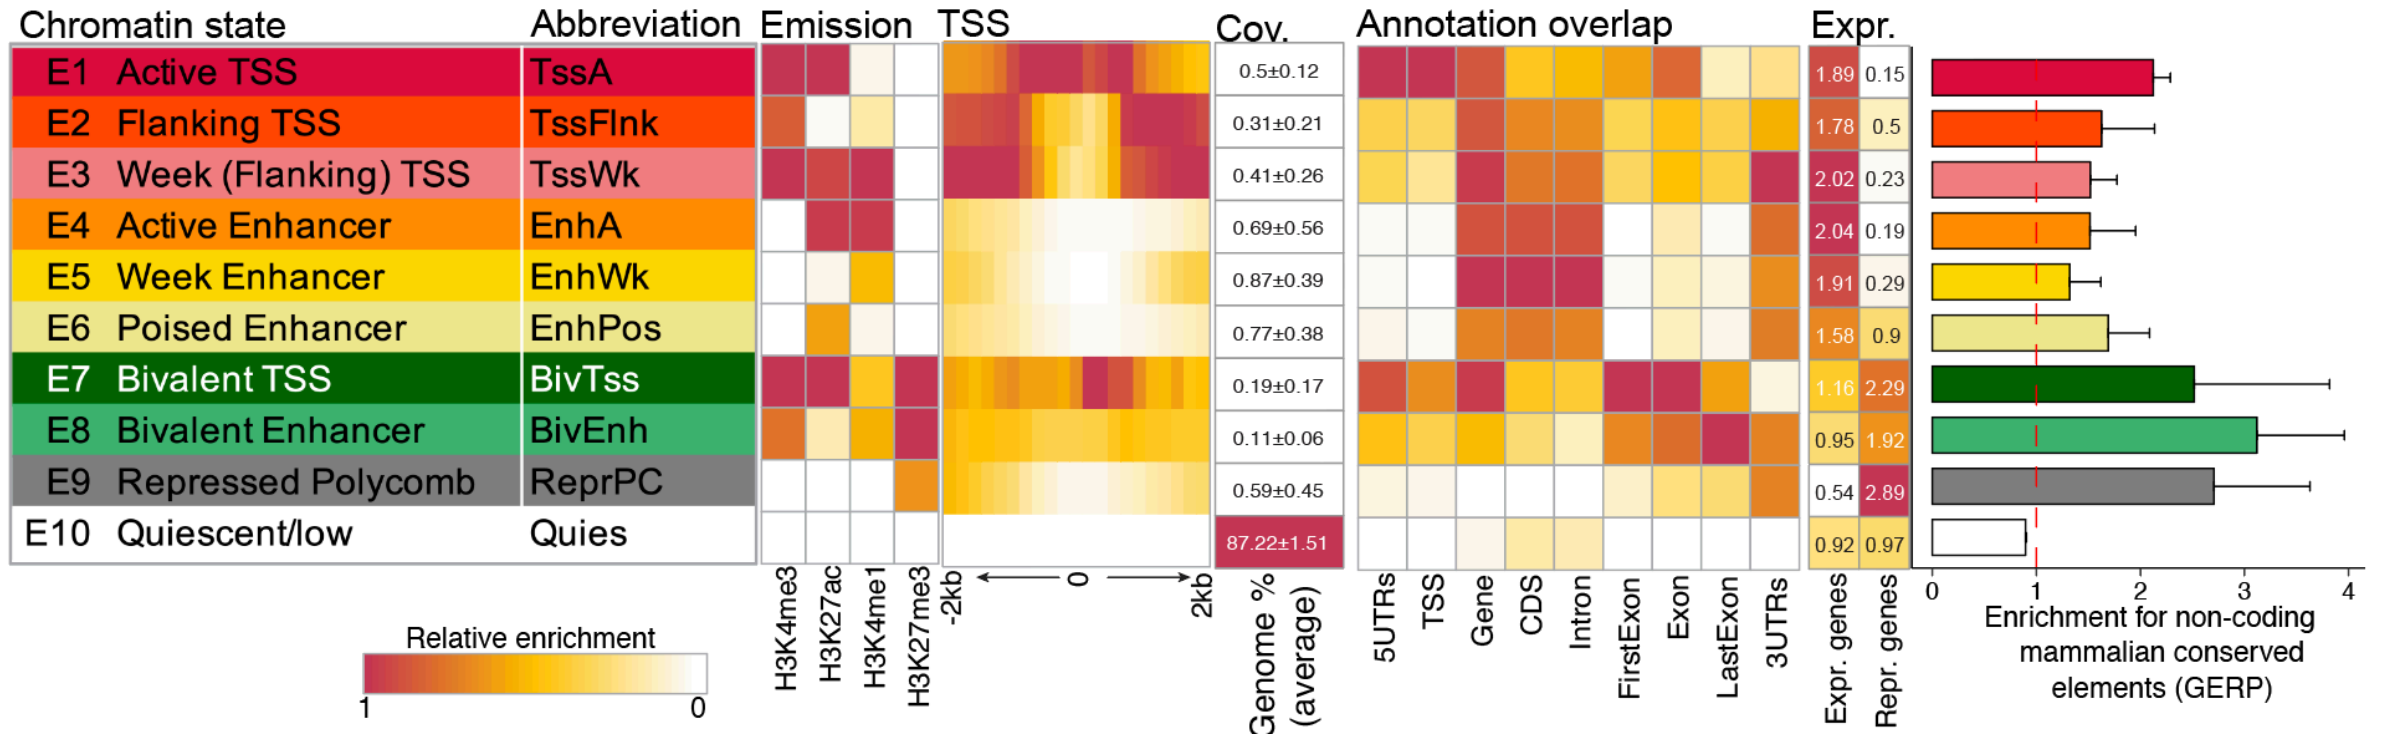 Chromatin state Abbreviation Emission TSS Cov. Annotation overlap Expr.
E1 Active TSS TssA 0.5±0.12 1.89 0.15
E2 Flanking TSS TssFlnk 0.31±0.21 1.78 0.5
E3 Week (Flanking) TSS TssWk 0.41±0.26 2.02 0.23
E4 Active Enhancer EnhA 0.69±0.56 2.04 0.19
E5 Week Enhancer EnhWk 0.87±0.39 1.91 0.29
E6 Poised Enhancer EnhPos 0.77±0.38 1.58 0.9
E7 Bivalent TSS BivTss 0.19±0.17 1.16 2.29
E8 Bivalent Enhancer BivEnh 0.11±0.06 0.95 1.92
E9 Repressed Polycomb ReprPC 0.59±0.45 0.54 2.89
E10 Quiescent/low Quies 87.22±1.51 0.92 0.97
H3K4me3
H3K27ac
H3K4me1
H3K27me3
-2kb
0
2kb
Genome %
(average)
5UTRs
TSS
Gene
CDS
Intron
FirstExon
Exon
LastExon
3UTRs
Expr. genes
Repr. genes
0 1 2 3 4
Enrichment for non-coding
mammalian conserved
elements (GERP)
Relative enrichment
1 0